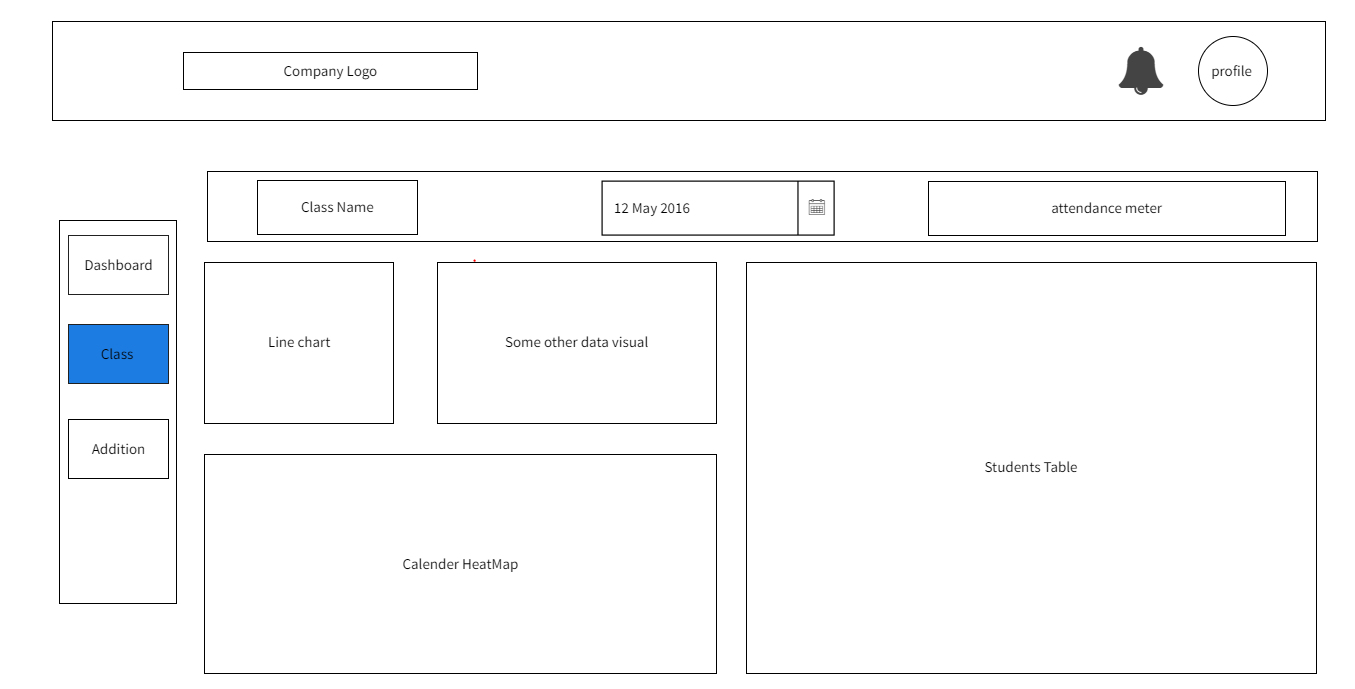 Company Logo
profile
Class Name
12 May 2016
attendance meter
Dashboard
Class
Addition
Line chart
Some other data visual
Students Table
Calender HeatMap